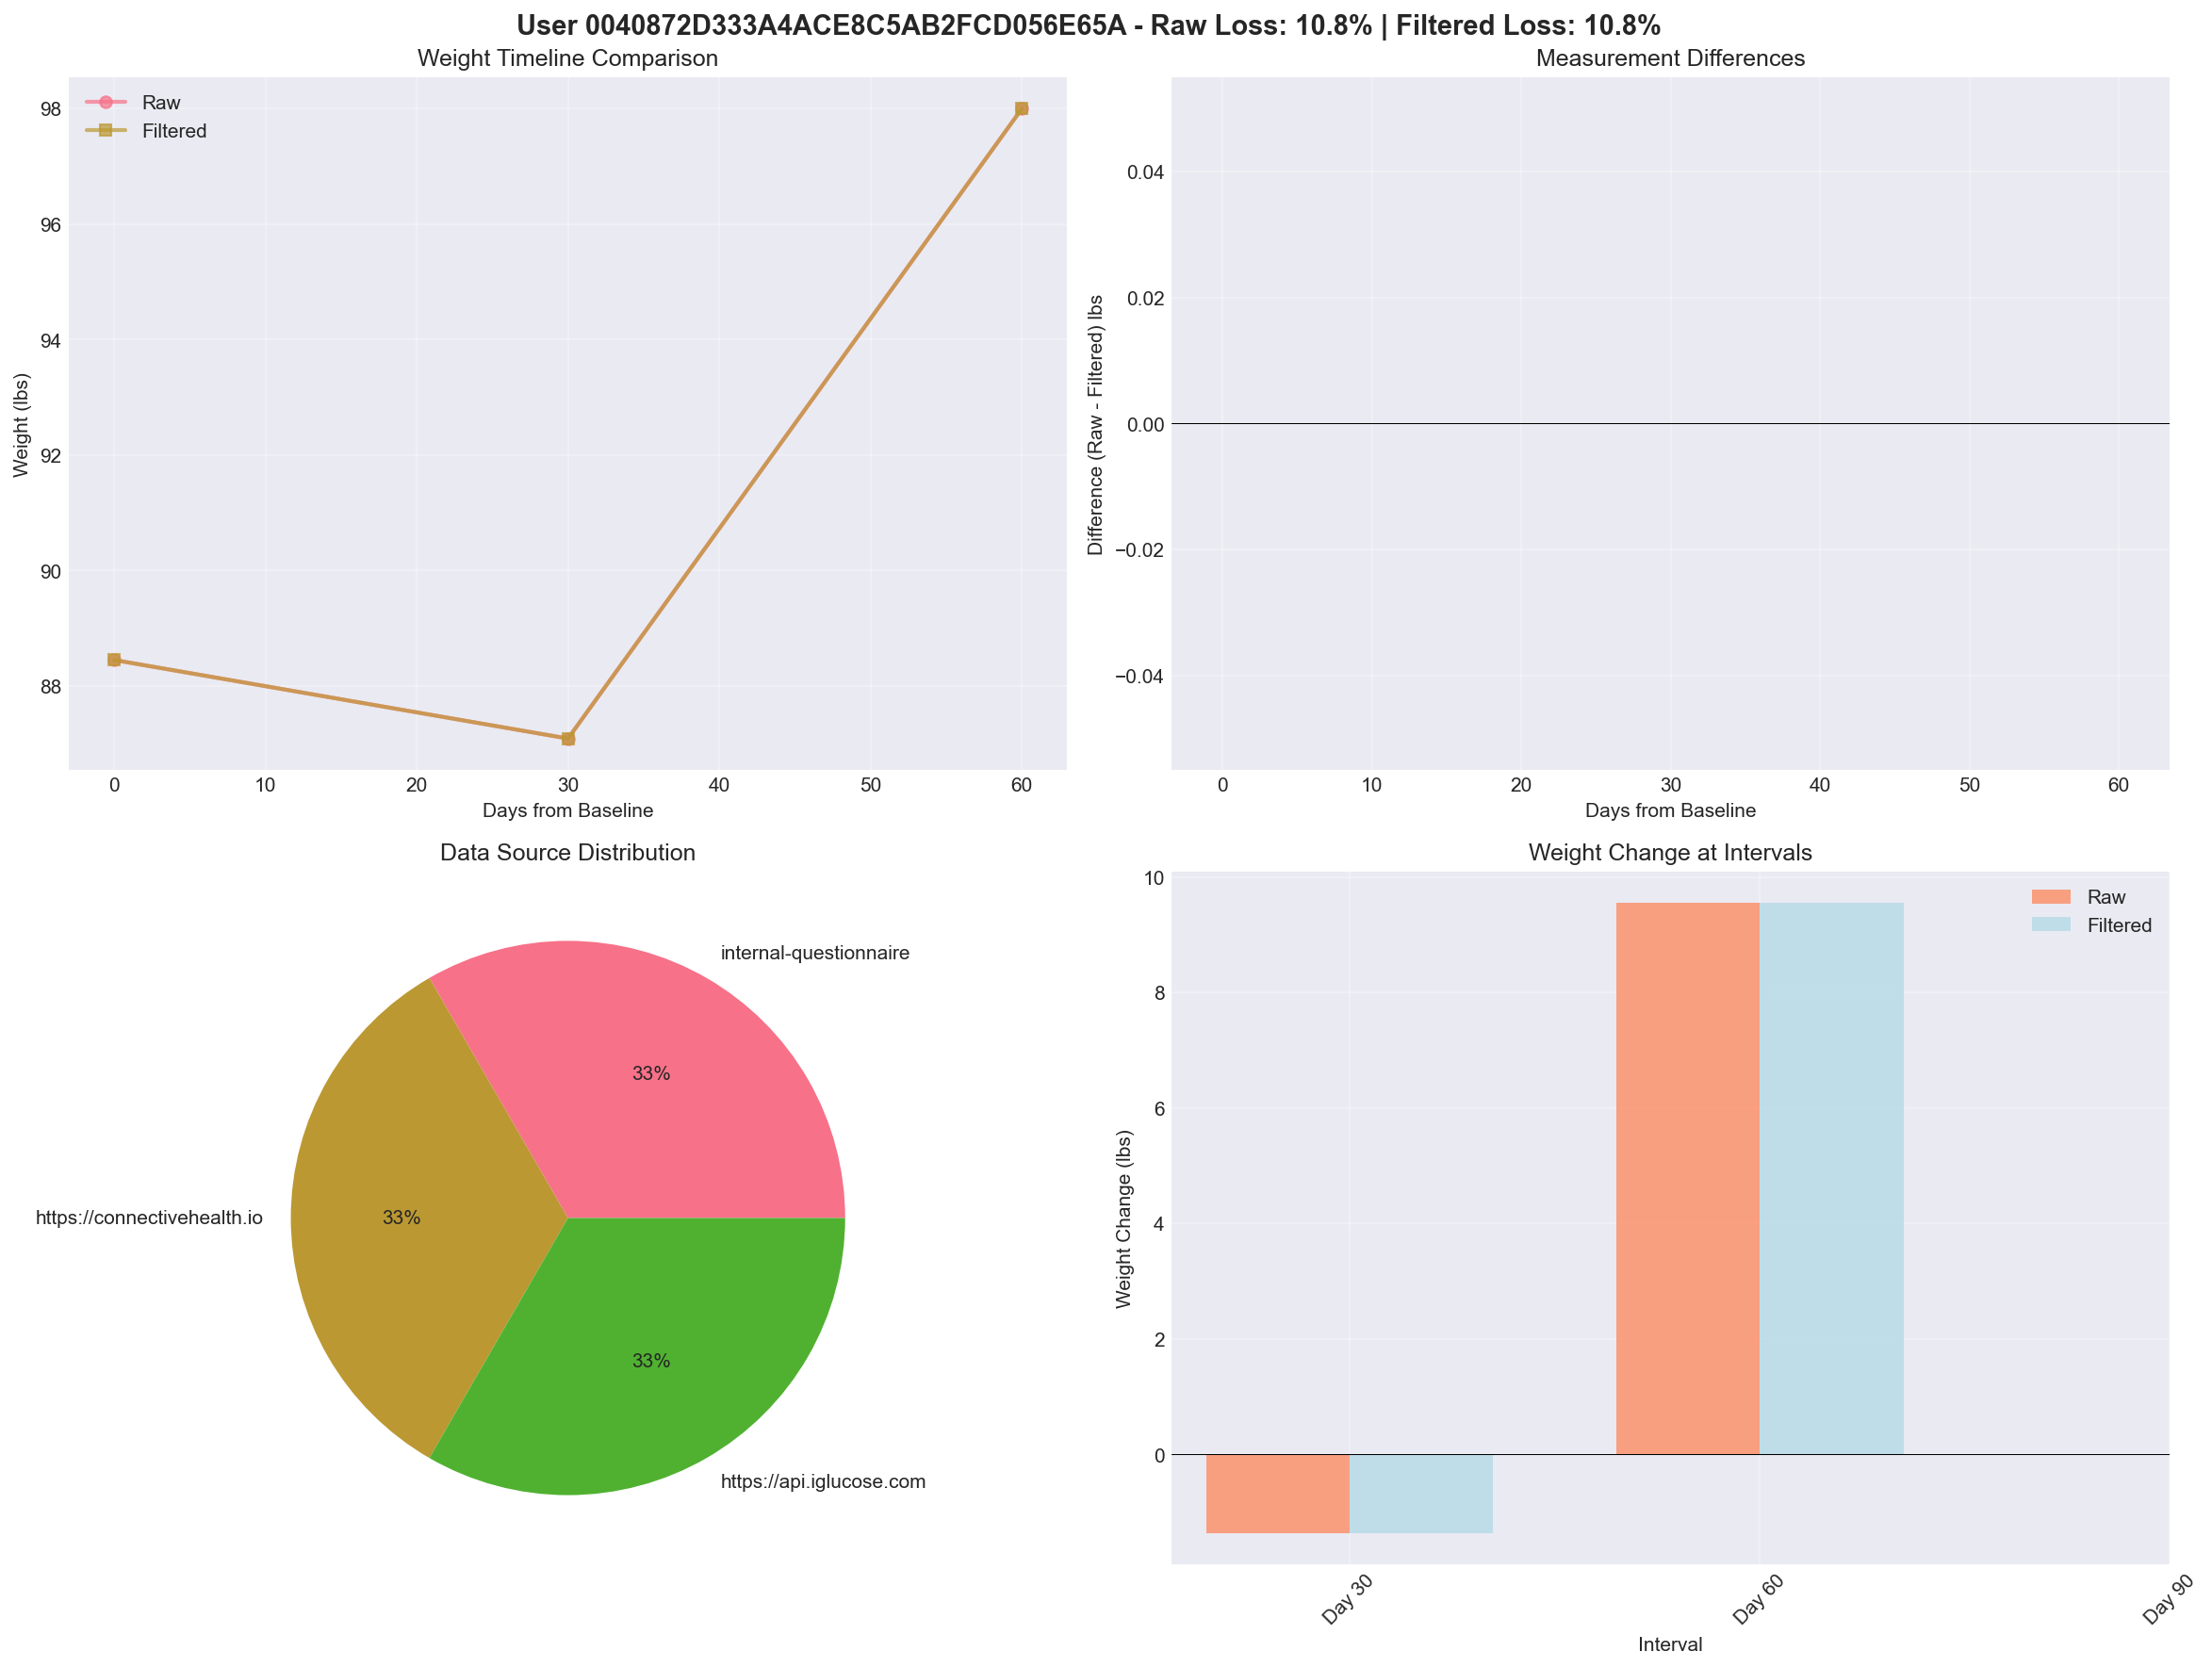 User 0040872D333A4ACE8C5AB2FCD056E65A - Raw Loss: 10.8% | Filtered Loss: 10.8%
Weight Timeline Comparison
Raw
Filtered
98
96
94
92
90
88
Weight (lbs)
0 10 20 30 40 50 60
Days from Baseline
Measurement Differences
0.04
0.02
0.00
−0.02
−0.04
Difference (Raw - Filtered) lbs
0 10 20 30 40 50 60
Days from Baseline
Data Source Distribution
internal-questionnaire
33%
https://connectivehealth.io
33%
33%
https://api.iglucose.com
Weight Change at Intervals
Raw
Filtered
10
8
6
4
2
0
Weight Change (lbs)
Day 30
Day 60
Day 90
Interval